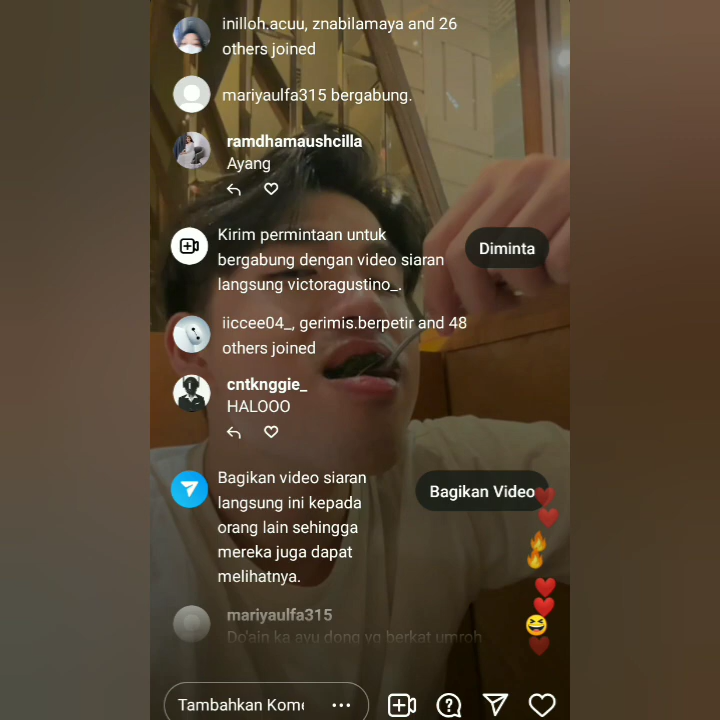 inilloh.acuu, znabilamaya and 26
others joined
mariyaulfa315 bergabung.
ramdhamaushcilla
Ayang
Kirim permintaan untuk
bergabung dengan video siaran
langsung victoragustino_.
Diminta
iiccee04_, gerimis.berpetir and 48
others joined
cntknggie_
HALOOO
Bagikan video siaran
langsung ini kepada
orang lain sehingga
mereka juga dapat
melihatnya.
Bagikan Video
mariyaulfa315
Do'ain ka ayu dong yg berkat umroh
Tambahkan Kome